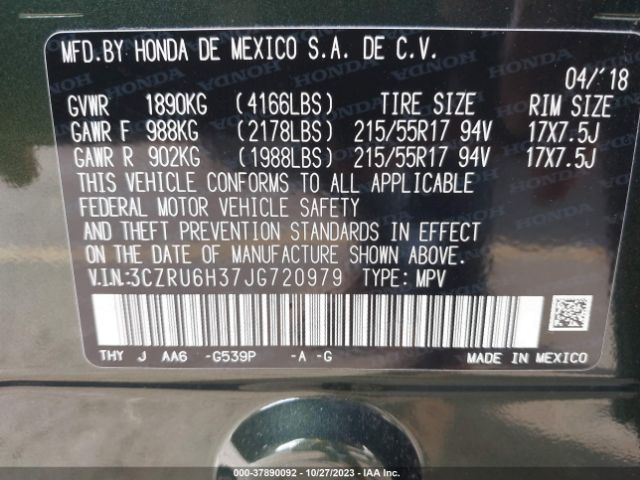 MFD.BY HONDA DE MEXICO S.A. DE C.V.
04/18
GVWR 1890KG (4166LBS) TIRE SIZE RIM SIZE
GAWR F 988KG (2178LBS) 215/55R17 94V 17X7.5J
GAWR R 902KG (1988LBS) 215/55R17 94V 17X7.5J
THIS VEHICLE CONFORMS TO ALL APPLICABLE
FEDERAL MOTOR VEHICLE SAFETY
AND THEFT PREVENTION STANDARDS IN EFFECT
ON THE DATE OF MANUFACTURE SHOWN ABOVE.
V.I.N:3CZRU6H37JG720979 TYPE: MPV
THY J AA6 -G539P -A -G MADE IN MEXICO
000-37890092 - 10/27/2023 - IAA Inc.